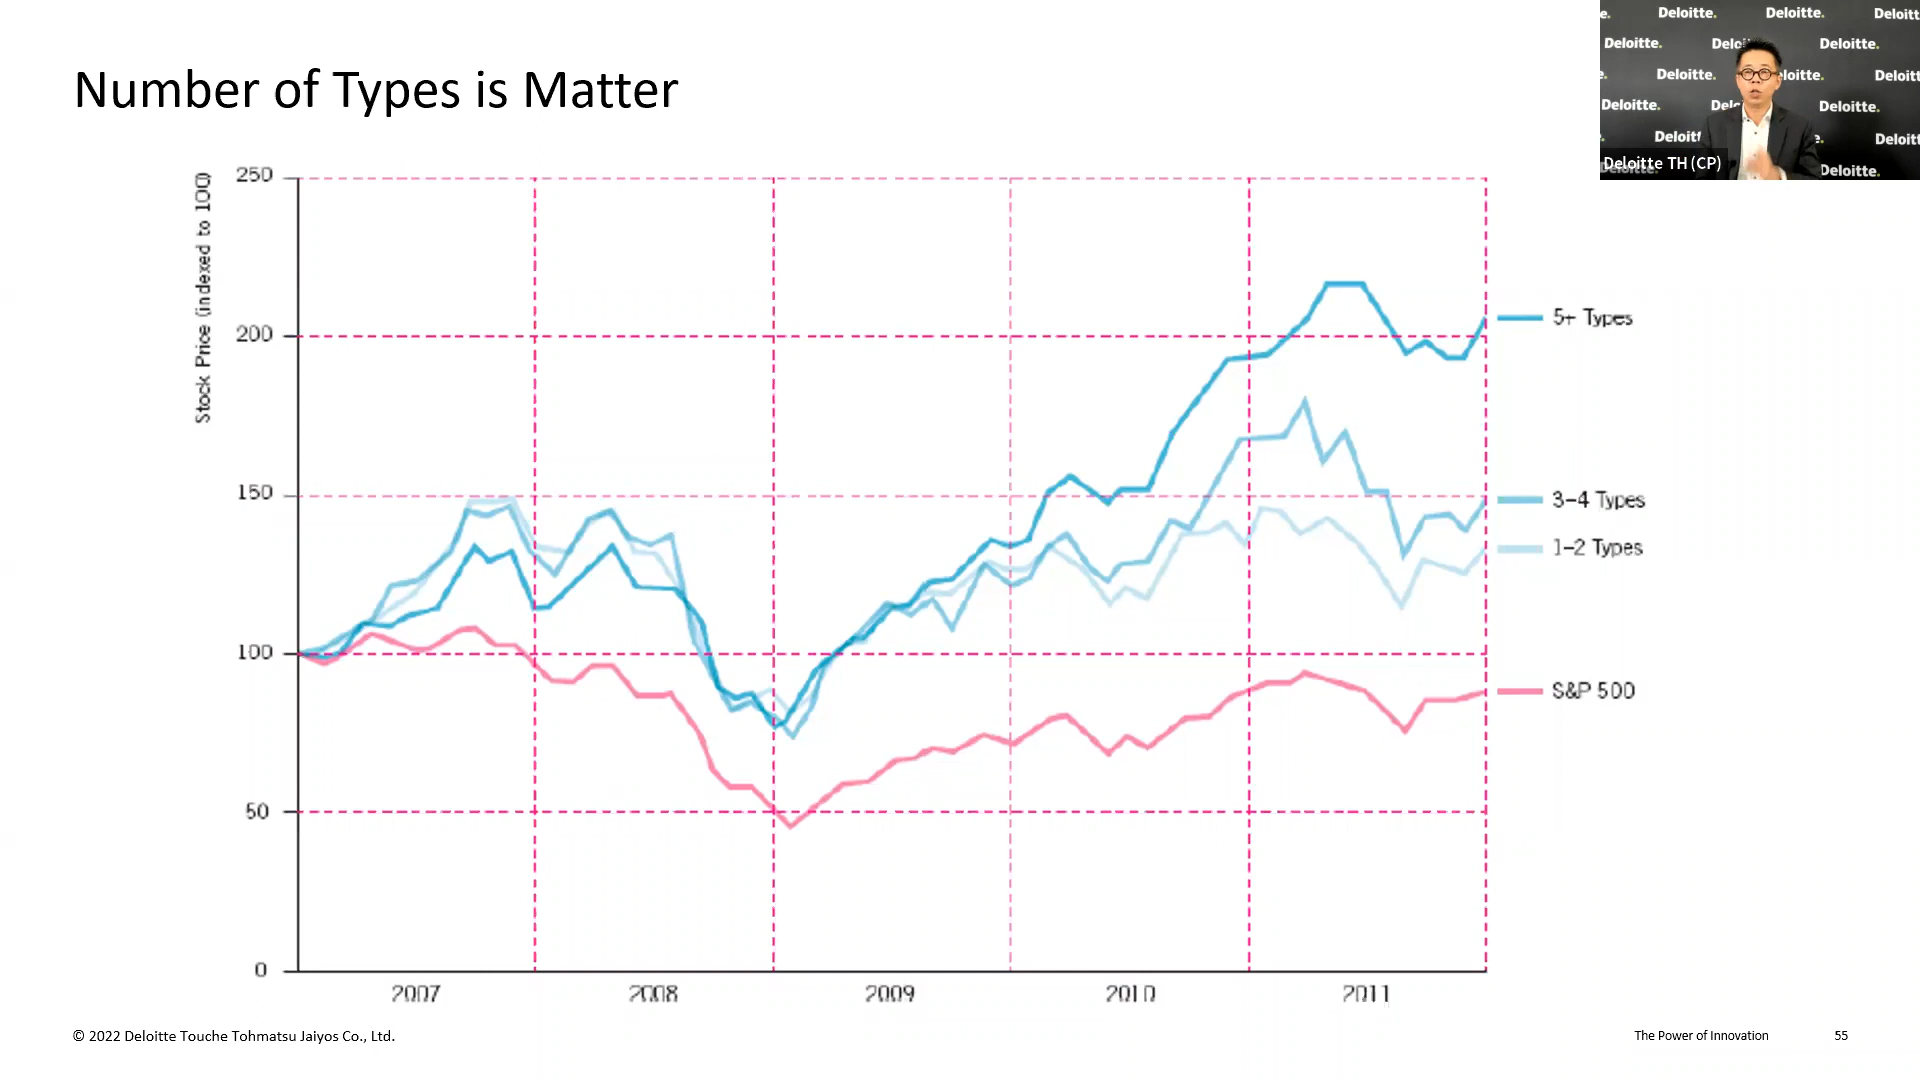 Number of Types is Matter
Deloitte. Deloitte.
Deloitte. Deloitte.
Deloitte.
Deloitte. Deloitte.
Deloitte.
Deloitte.
Deloitte TH (CP)
Stock Price (indexed to 100)
250
200
150
100
50
0
2007 2008 2009 2010 2011
5+ Types
3–4 Types
1–2 Types
S&P 500
© 2022 Deloitte Touche Tohmatsu Jaiyos Co., Ltd.
The Power of Innovation 55